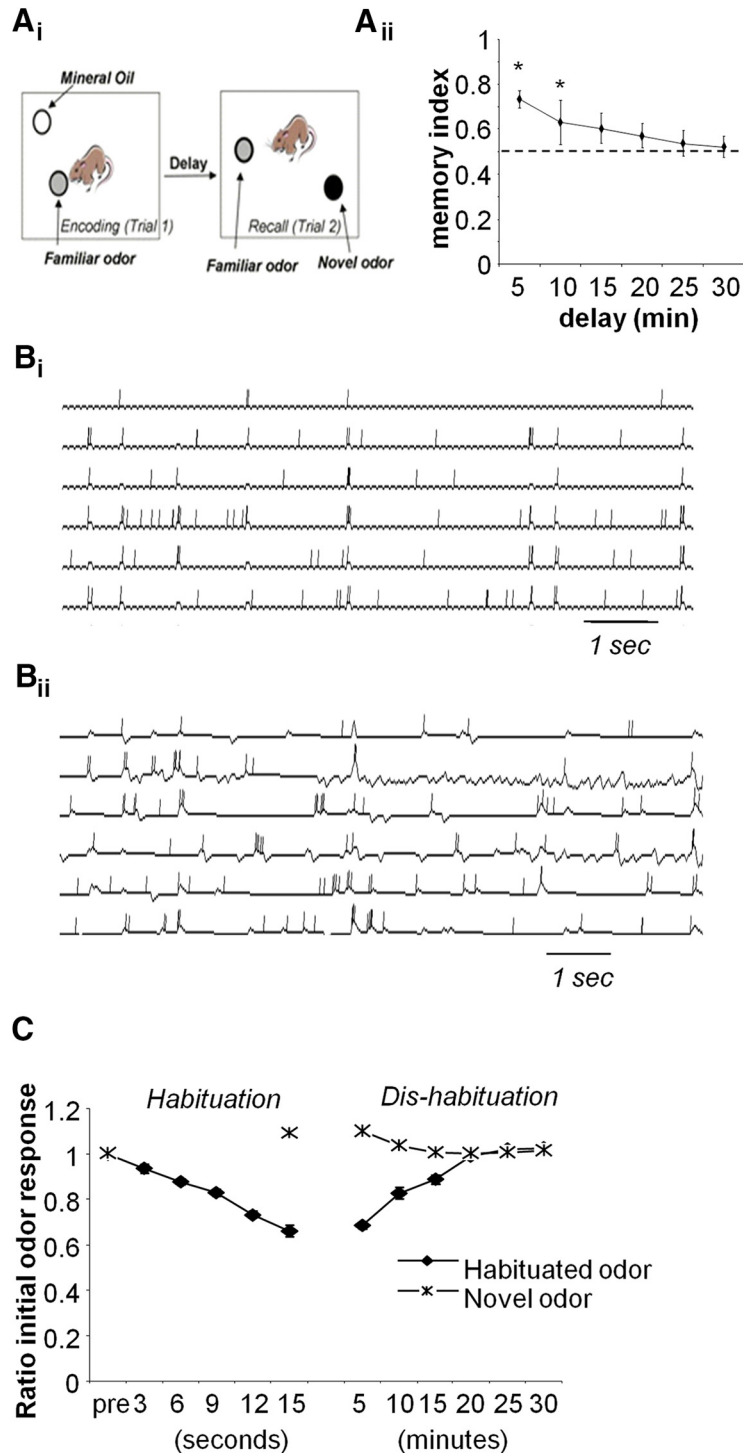 Ai
Mineral Oil
Delay
Encoding (Trial 1)
Recall (Trial 2)
Familiar odor
Familiar odor
Novel odor
Aii
memory index
1
0.8
0.6
0.4
0.2
0
*
*
5 10 15 20 25 30
delay (min)
Bi
1 sec
Bii
1 sec
C
Habituation
Dis-habituation
Ratio initial odor response
1.2
1
0.8
0.6
0.4
0.2
0
Habituated odor
Novel odor
pre 3 6 9 12 15 5 10 15 20 25 30
(seconds) (minutes)